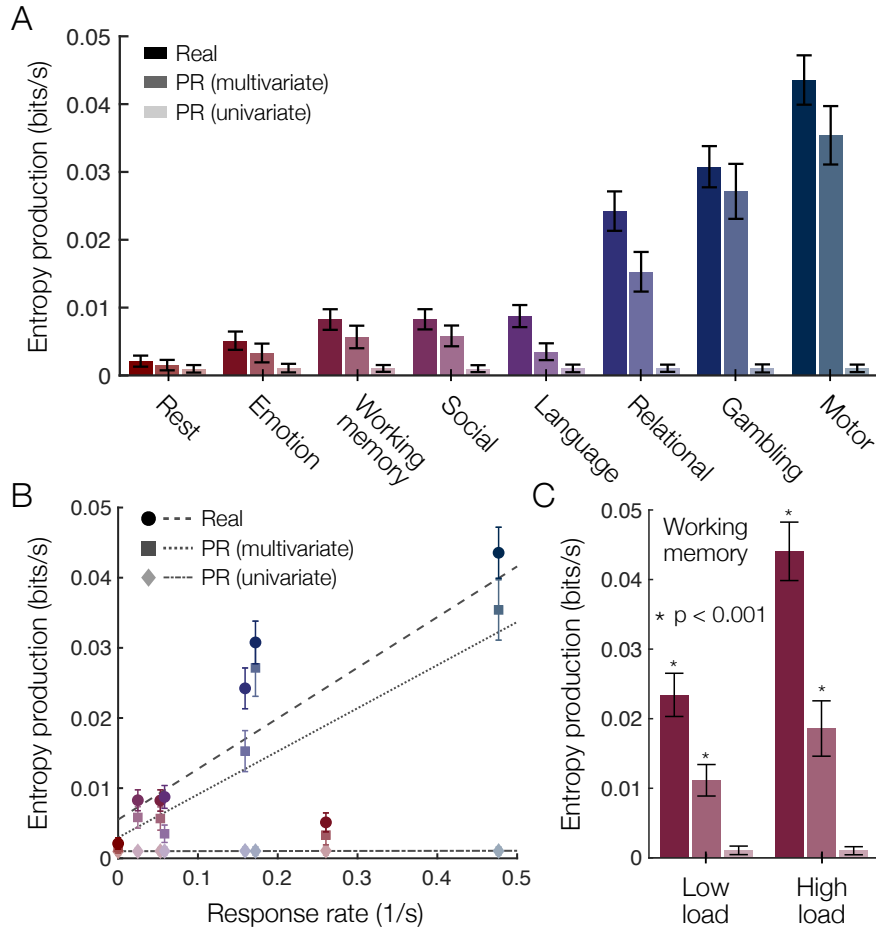 A
Entropy production (bits/s)
0.05
0.04
0.03
0.02
0.01
0
Real
PR (multivariate)
PR (univariate)
Rest
Emotion
Working
memory
Social
Language
Relational
Gambling
Motor
B
Entropy production (bits/s)
0.05
0.04
0.03
0.02
0.01
0
Real
PR (multivariate)
PR (univariate)
0
0.1
0.2
0.3
0.4
0.5
Response rate (1/s)
C
Entropy production (bits/s)
0.05
0.04
0.03
0.02
0.01
0
Working
memory
* p < 0.001
*
*
*
*
Low
load
High
load